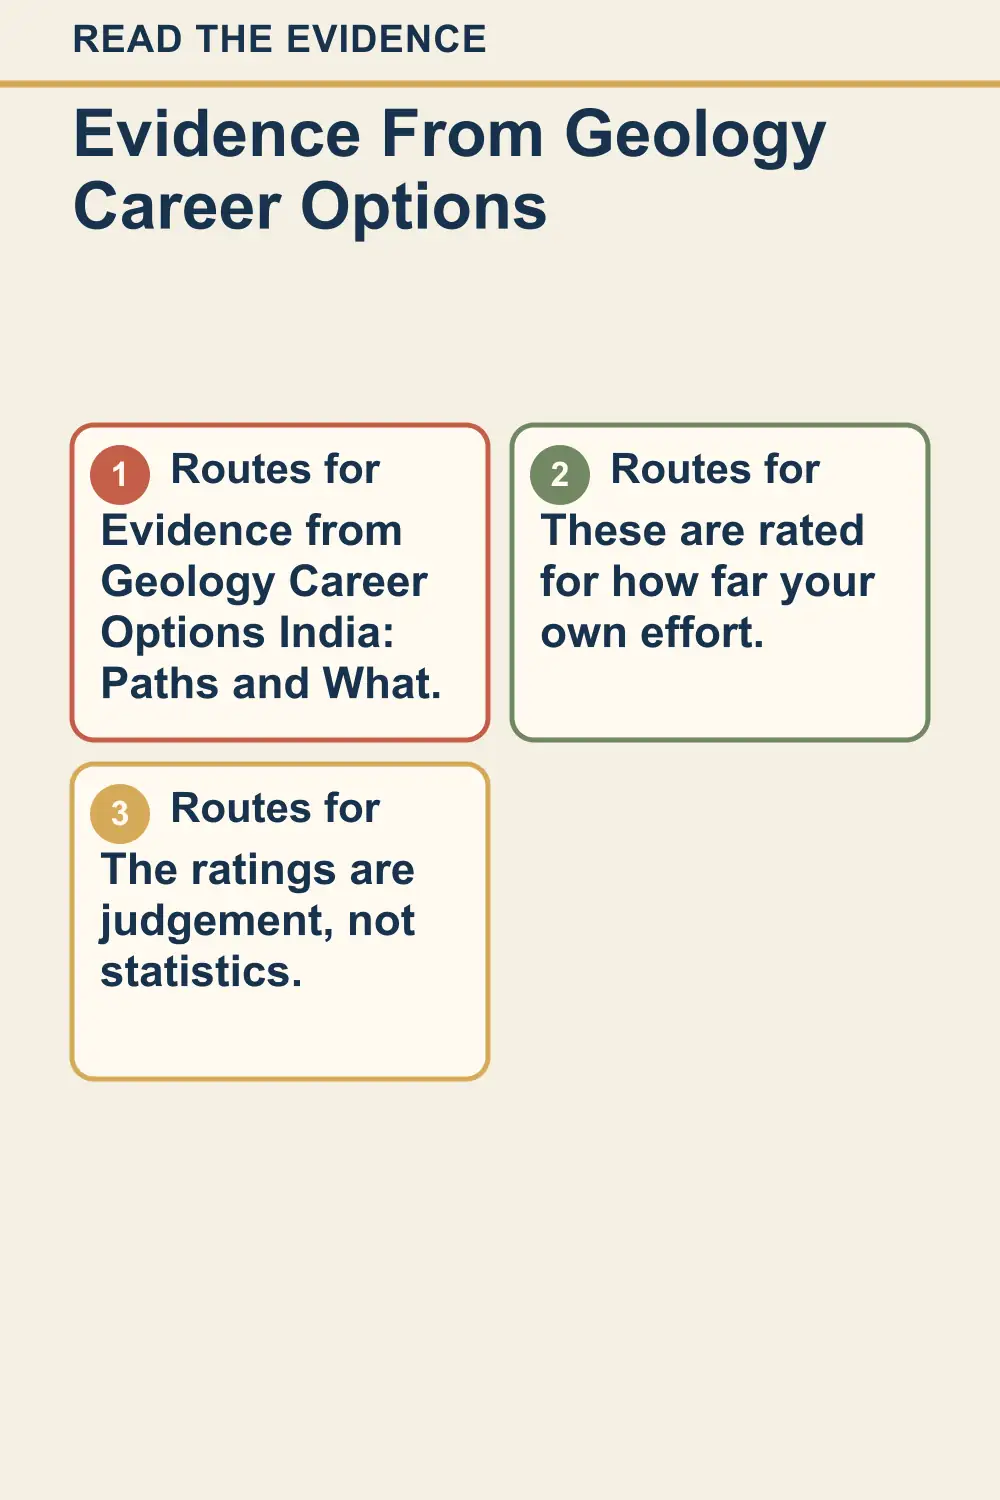 READ THE EVIDENCE
Evidence From Geology
Career Options
1 Routes for
Evidence from
Geology Career
Options India:
Paths and What.
2 Routes for
These are rated
for how far your
own effort.
3 Routes for
The ratings are
judgement, not
statistics.